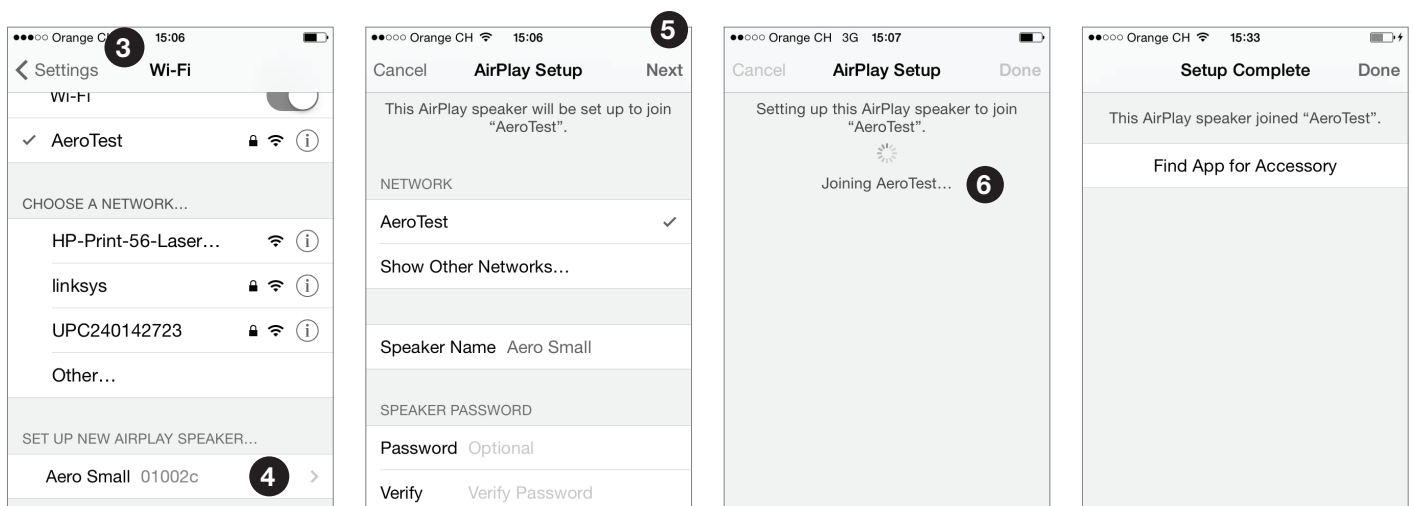 Orange C 15:06
3
Settings Wi-Fi
Wi-Fi
AeroTest
CHOOSE A NETWORK...
HP-Print-56-Laser...
linksys
UPC240142723
Other...
SET UP NEW AIRPLAY SPEAKER...
Aero Small 01002c
4
Orange CH 15:06
5
Cancel AirPlay Setup Next
This AirPlay speaker will be set up to join
“AeroTest”.
NETWORK
AeroTest
Show Other Networks...
Speaker Name Aero Small
SPEAKER PASSWORD
Password Optional
Verify Verify Password
Orange CH 3G 15:07
Cancel AirPlay Setup Done
Setting up this AirPlay speaker to join
“AeroTest”.
Joining AeroTest...
6
Orange CH 15:33
Setup Complete Done
This AirPlay speaker joined “AeroTest”.
Find App for Accessory